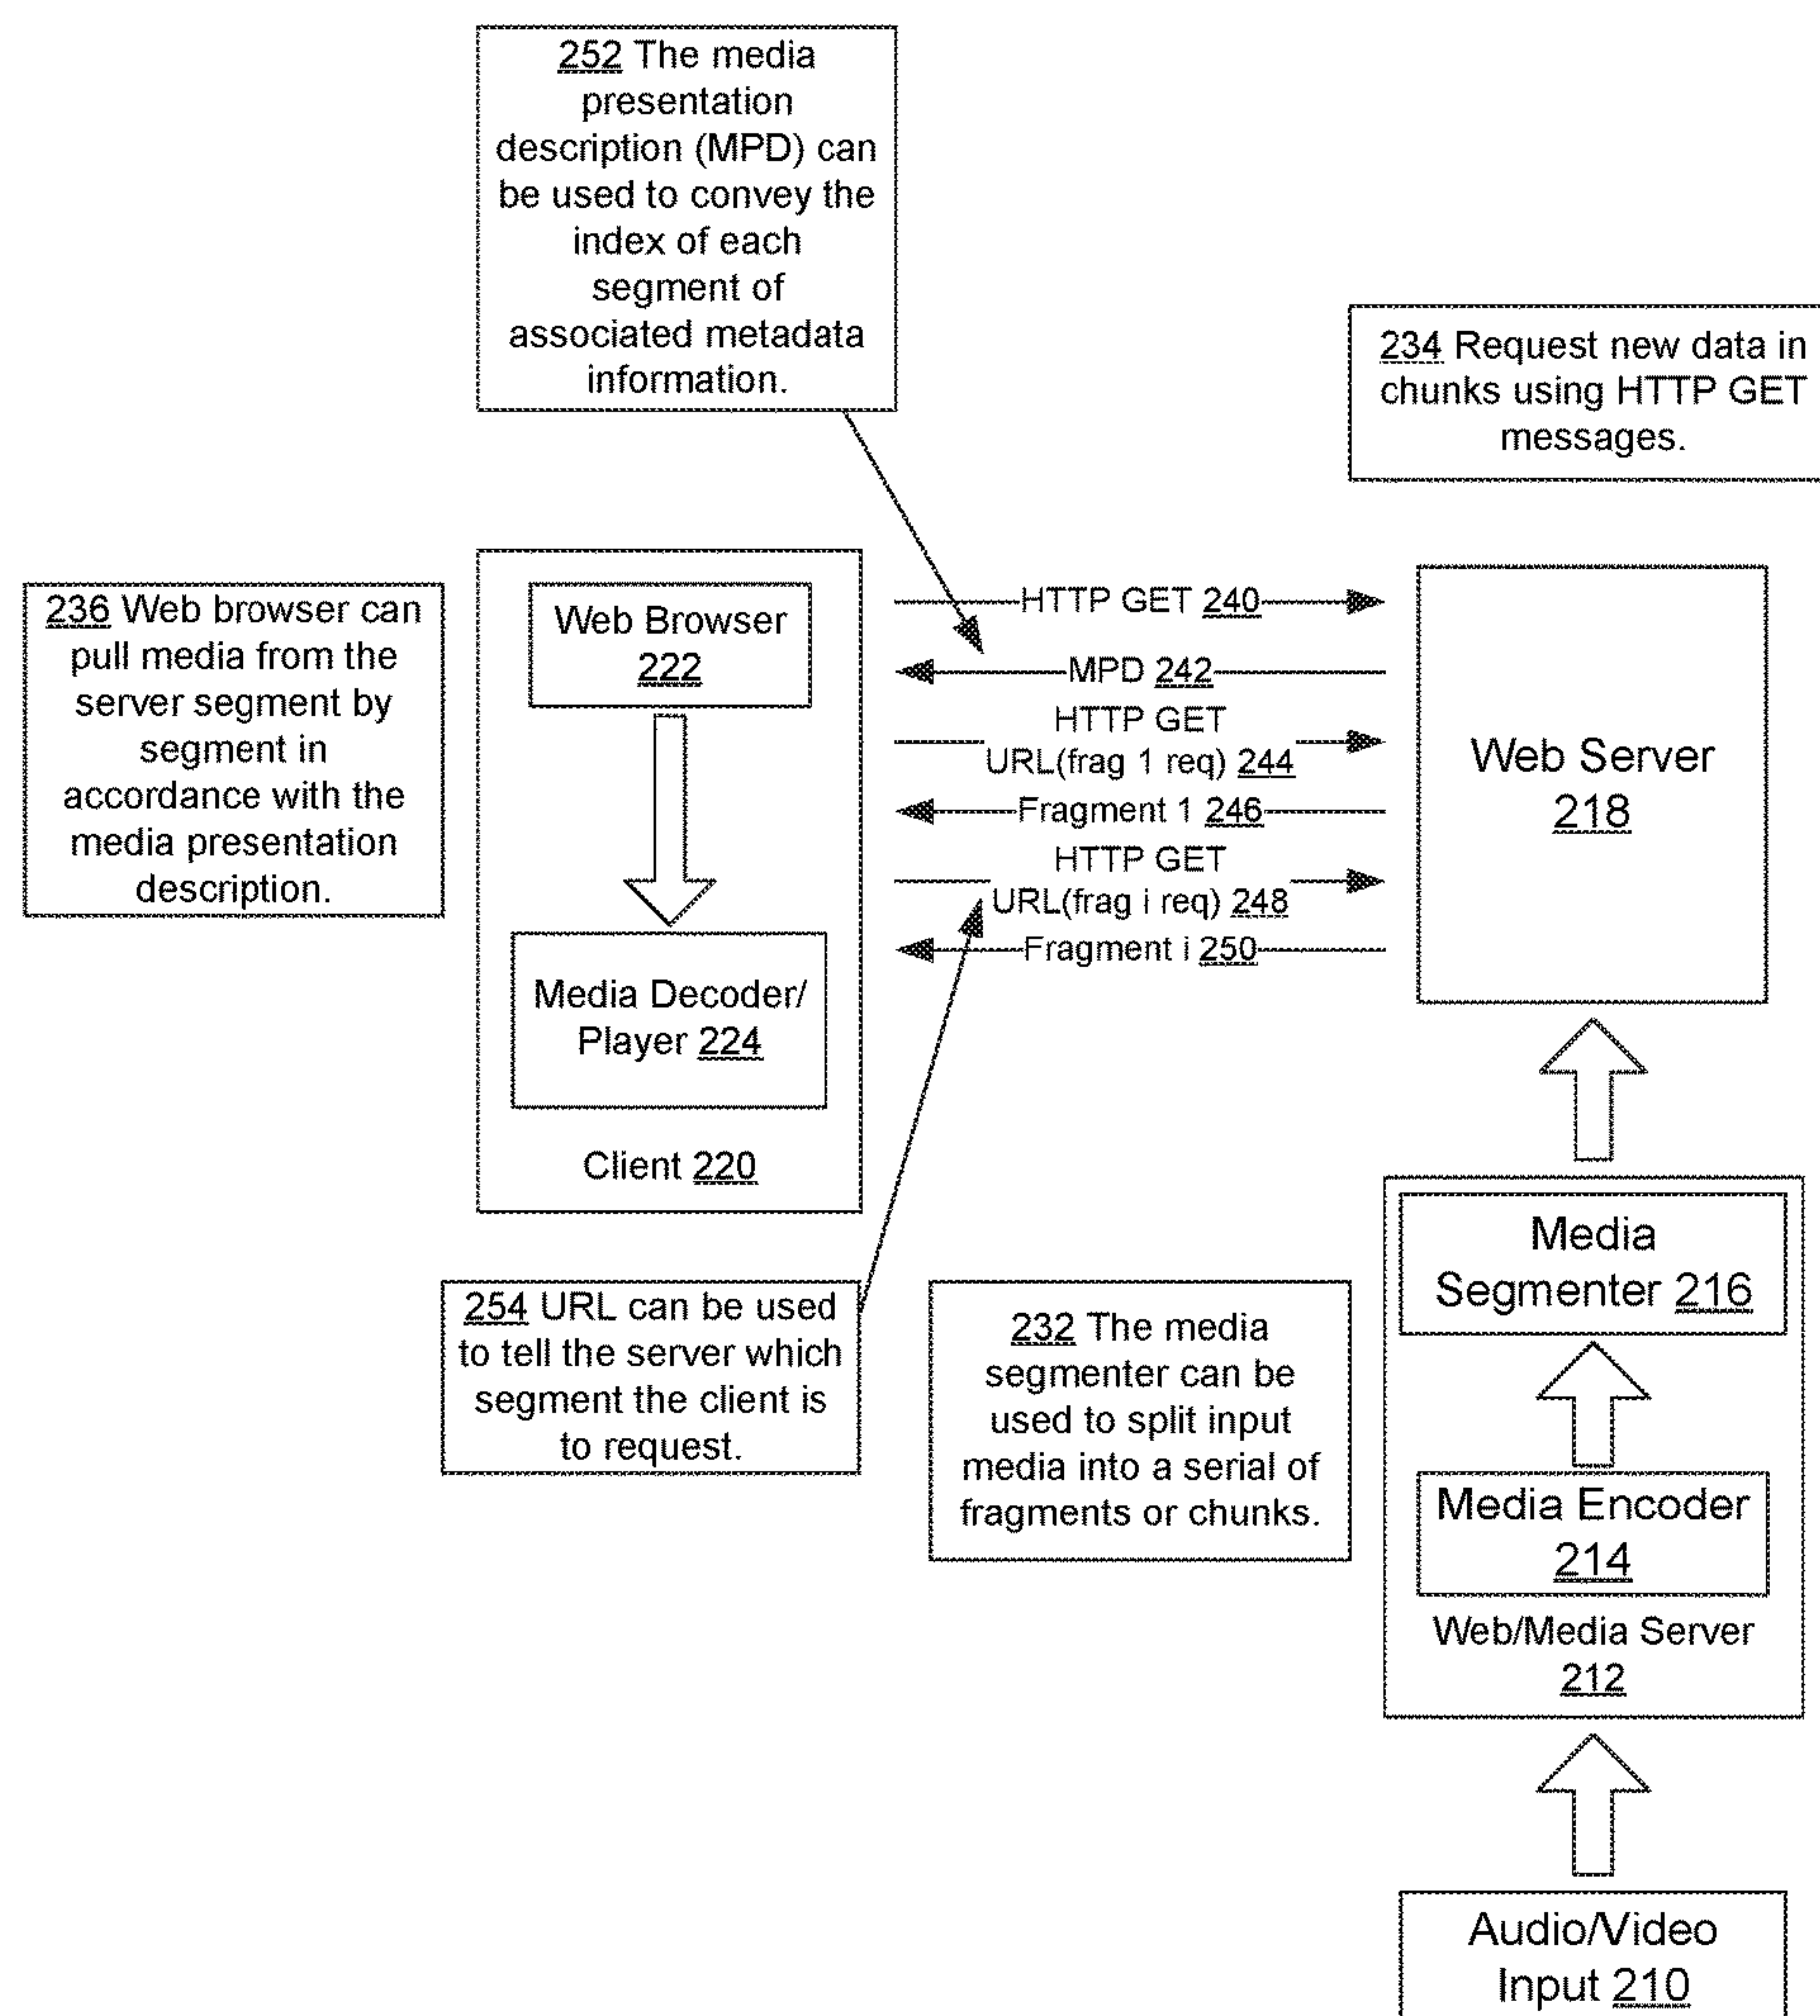 252 The media
presentation
description (MPD) can
be used to convey the
index of each
segment of
associated metadata
information.
234 Request new data in
chunks using HTTP GET
messages.
236 Web browser can
pull media from the
server segment by
segment in
accordance with the
media presentation
description.
Web Browser
222
Media Decoder/
Player 224
Client 220
HTTP GET 240
MPD 242
HTTP GET
URL(frag 1 req) 244
Fragment 1 246
HTTP GET
URL(frag i req) 248
Fragment i 250
Web Server
218
254 URL can be used
to tell the server which
segment the client is
to request.
232 The media
segmenter can be
used to split input
media into a serial of
fragments or chunks.
Media
Segmenter 216
Media Encoder
214
Web/Media Server
212
Audio/Video
Input 210